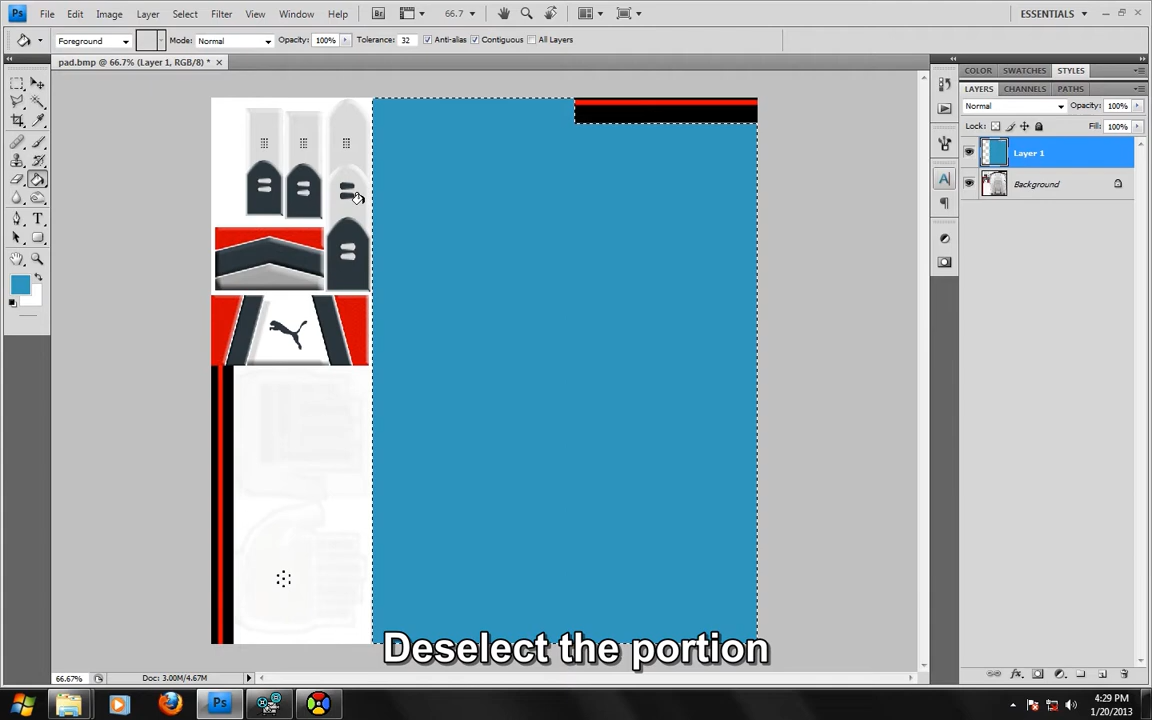 Ps File Edit Image Layer Select Filter View Window Help Br 66.7 ESSENTIALS
Foreground Mode: Normal Opacity: 100% Tolerance: 32 Anti-alias Contiguous All Layers
pad.bmp @ 66.7% (Layer 1, RGB/8) *
COLOR SWATCHES STYLES
LAYERS CHANNELS PATHS
Normal Opacity: 100%
Lock: Fill: 100%
Layer 1
Background
Deselect the portion
66.67% Doc: 3.00M/4.67M
Ps
4:29 PM
1/20/2013